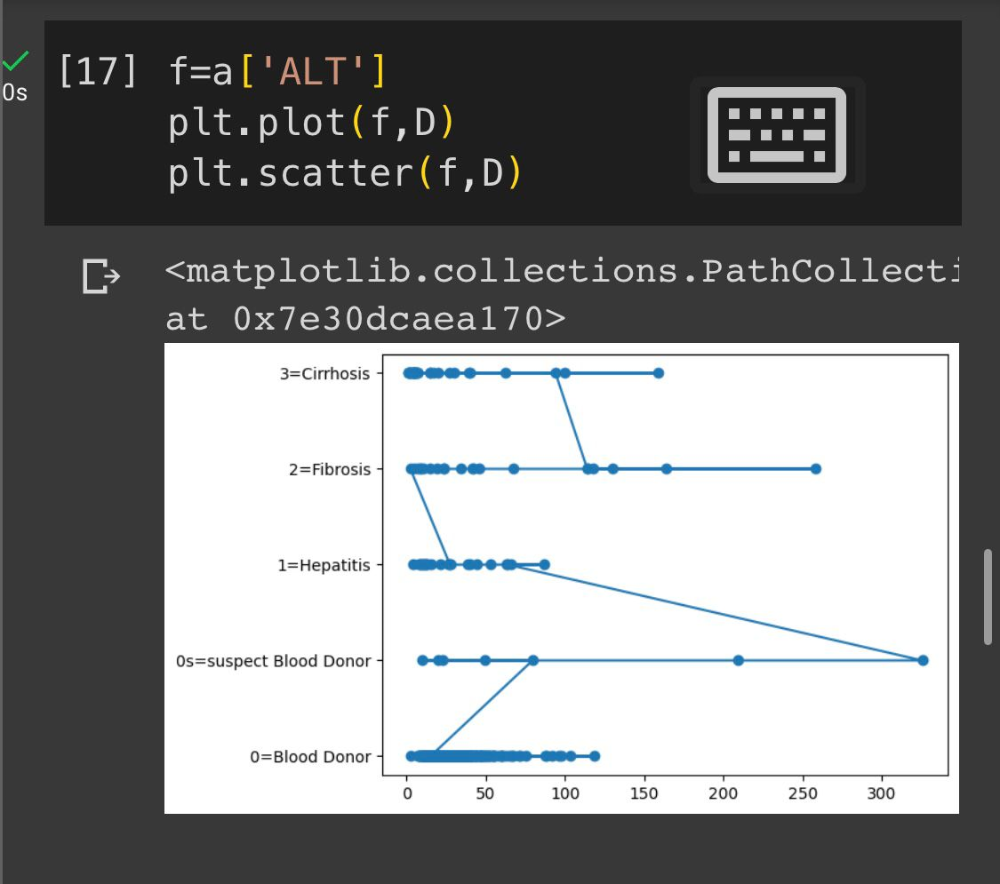 [17] f=a['ALT']
0s
plt.plot(f,D)
plt.scatter(f,D)
<matplotlib.collections.PathCollecti
at 0x7e30dcaea170>
3=Cirrhosis
2=Fibrosis
1=Hepatitis
0s=suspect Blood Donor
0=Blood Donor
0 50 100 150 200 250 300